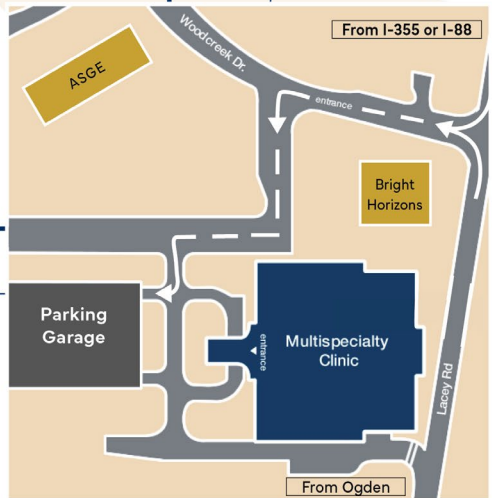 Woodcreek Dr.
From I-355 or I-88
ASGE
entrance
Bright
Horizons
Parking
Garage
entrance
Multispecialty
Clinic
Lacey Rd
From Ogden